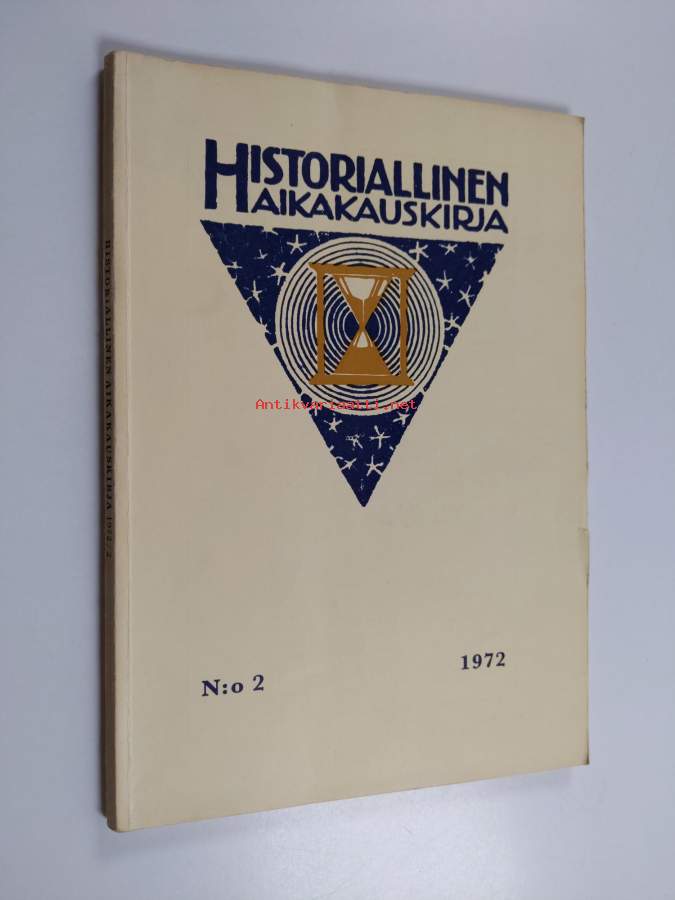 HISTORIALLINEN
AIKAKAUSKIRJA
Antikvariaatti.net
N:o 2
1972
HISTORIALLINEN AIKAKAUSKIRJA 1972/2